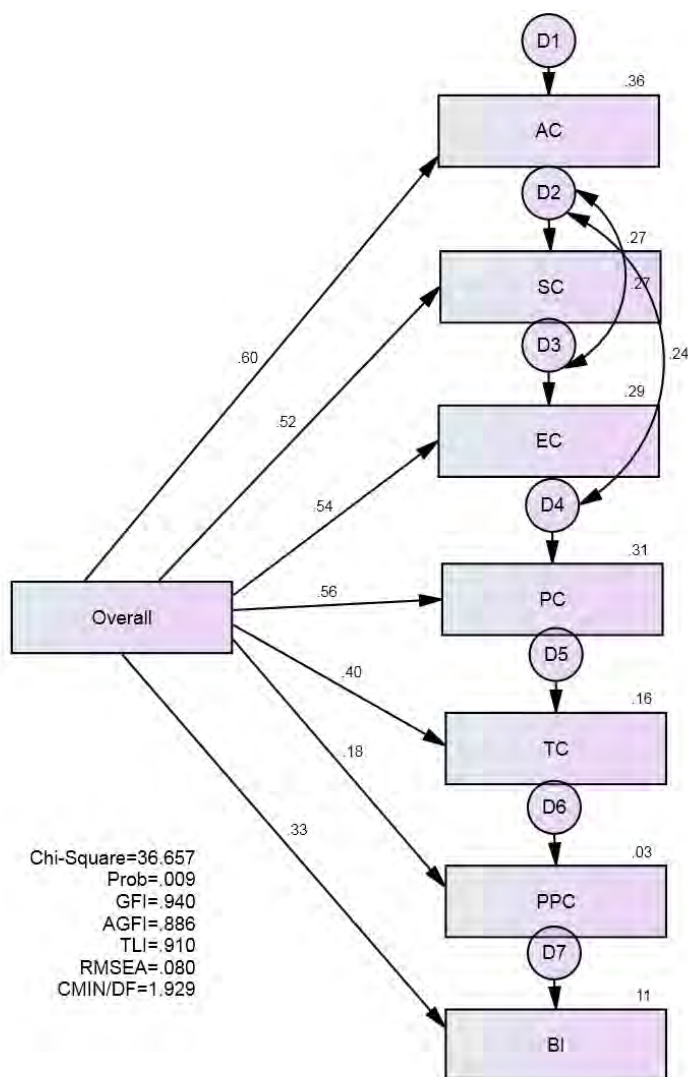 D1
.36
AC
D2
.27
SC
.27
D3
.24
.60
.29
.52
EC
.54
D4
.31
.56
PC
Overall
D5
.40
.16
TC
.18
D6
.33
.03
PPC
Chi-Square=36.657
Prob=.009
GFI=.940
AGFI=.886
TLI=.910
RMSEA=.080
CMIN/DF=1.929
D7
11
BI